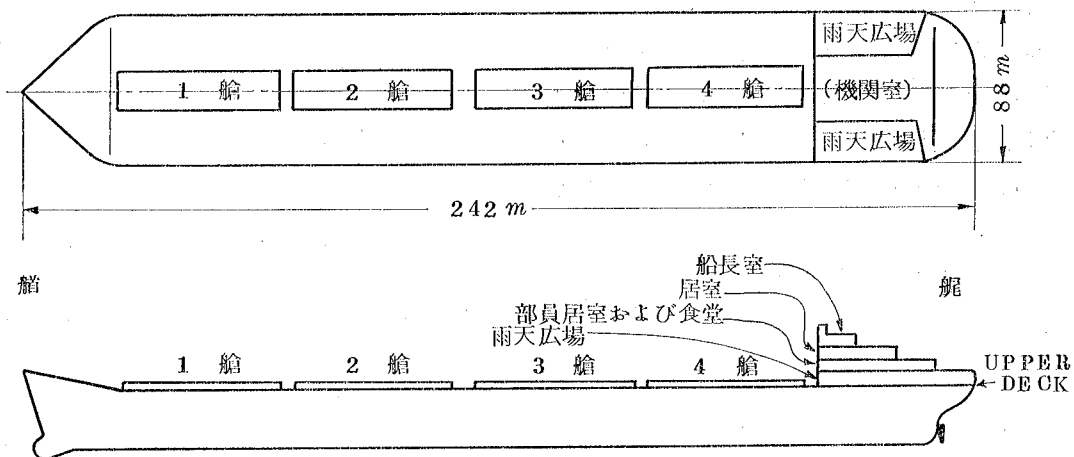 雨天広場
1 艙 2 艙 3 艙 4 艙 (機関室)
雨天広場
88 m
242 m
艏 艉
船長室
居室
部員居室および食堂
雨天広場
1 艙 2 艙 3 艙 4 艙
UPPER
DECK